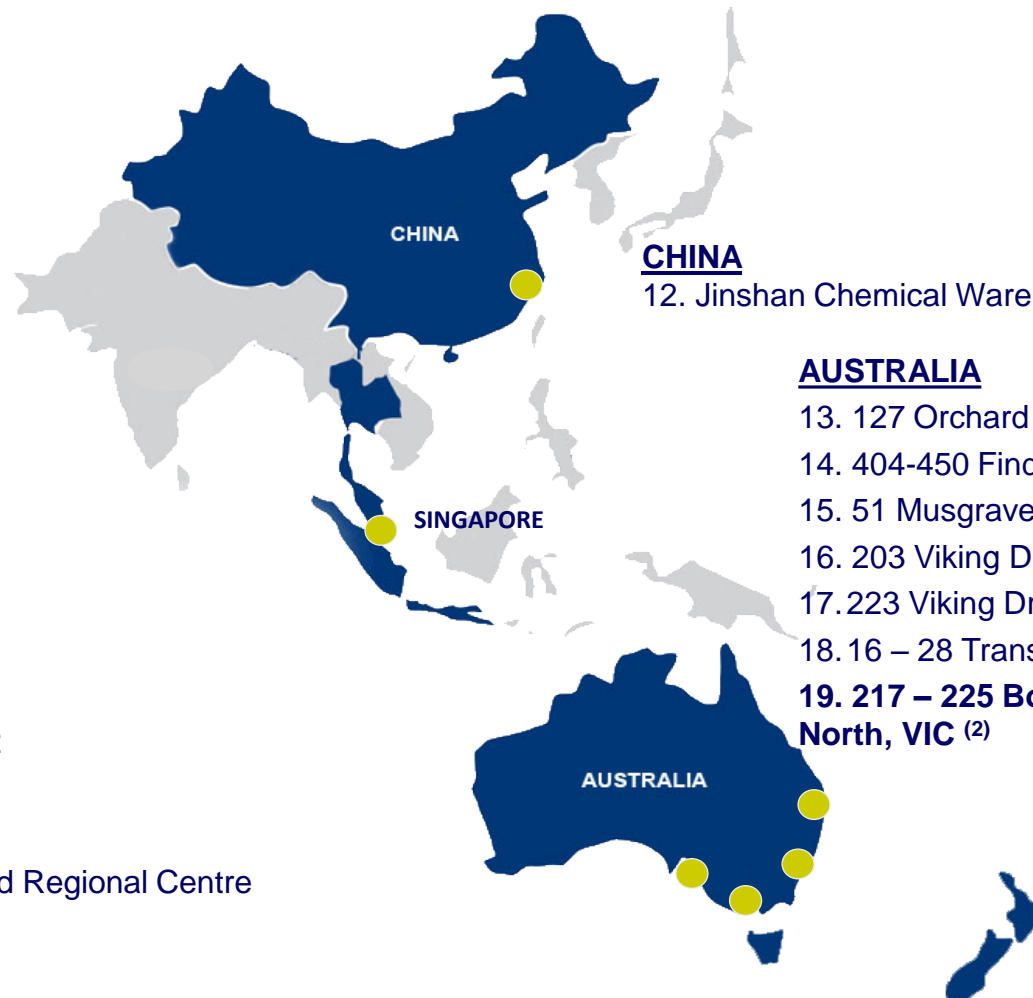 CHINA
CHINA
12. Jinshan Chemical Ware
AUSTRALIA
13. 127 Orchard
14. 404-450 Find
15. 51 Musgrave
SINGAPORE
16. 203 Viking D
17. 223 Viking Dr
18. 16 – 28 Trans
19. 217 – 225 Bo
North, VIC (2)
AUSTRALIA
d Regional Centre